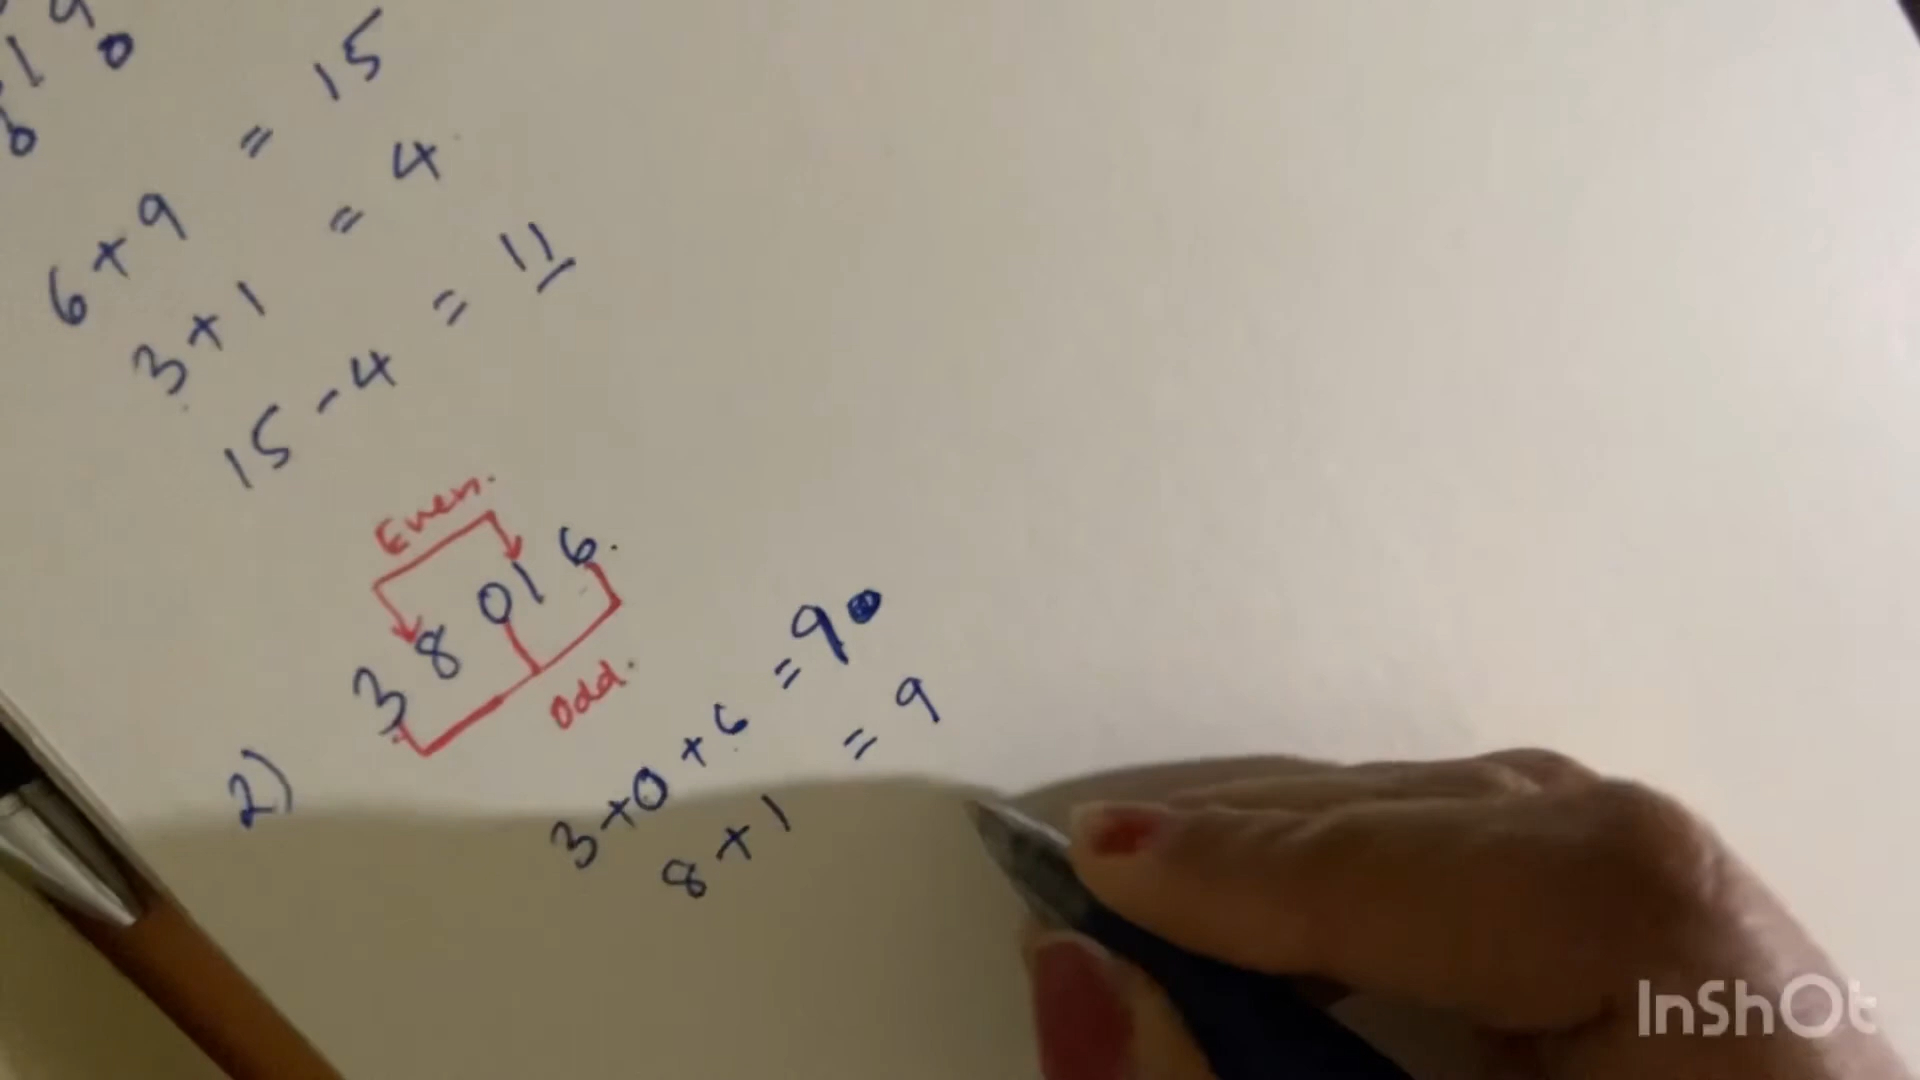 6 + 9 = 15
3 + 1 = 4
15 - 4 = 11
Even.
2) 38016.
Odd.
3 + 0 + 6 = 9
8 + 1 = 9
InShOt